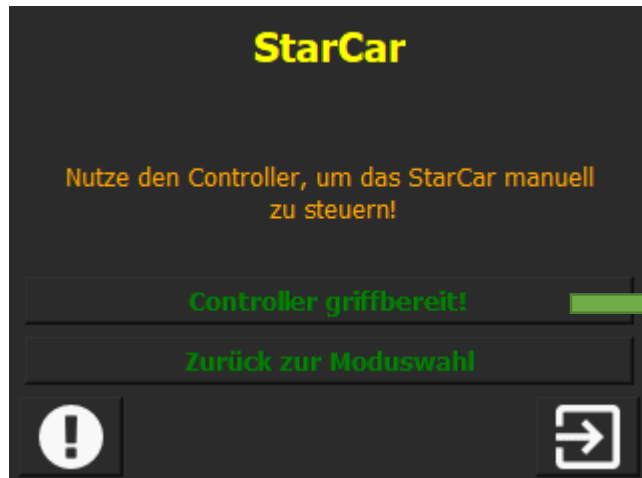 StarCar
Nutze den Controller, um das StarCar manuell
zu steuern!
Controller griffbereit!
Zurück zur Moduswahl